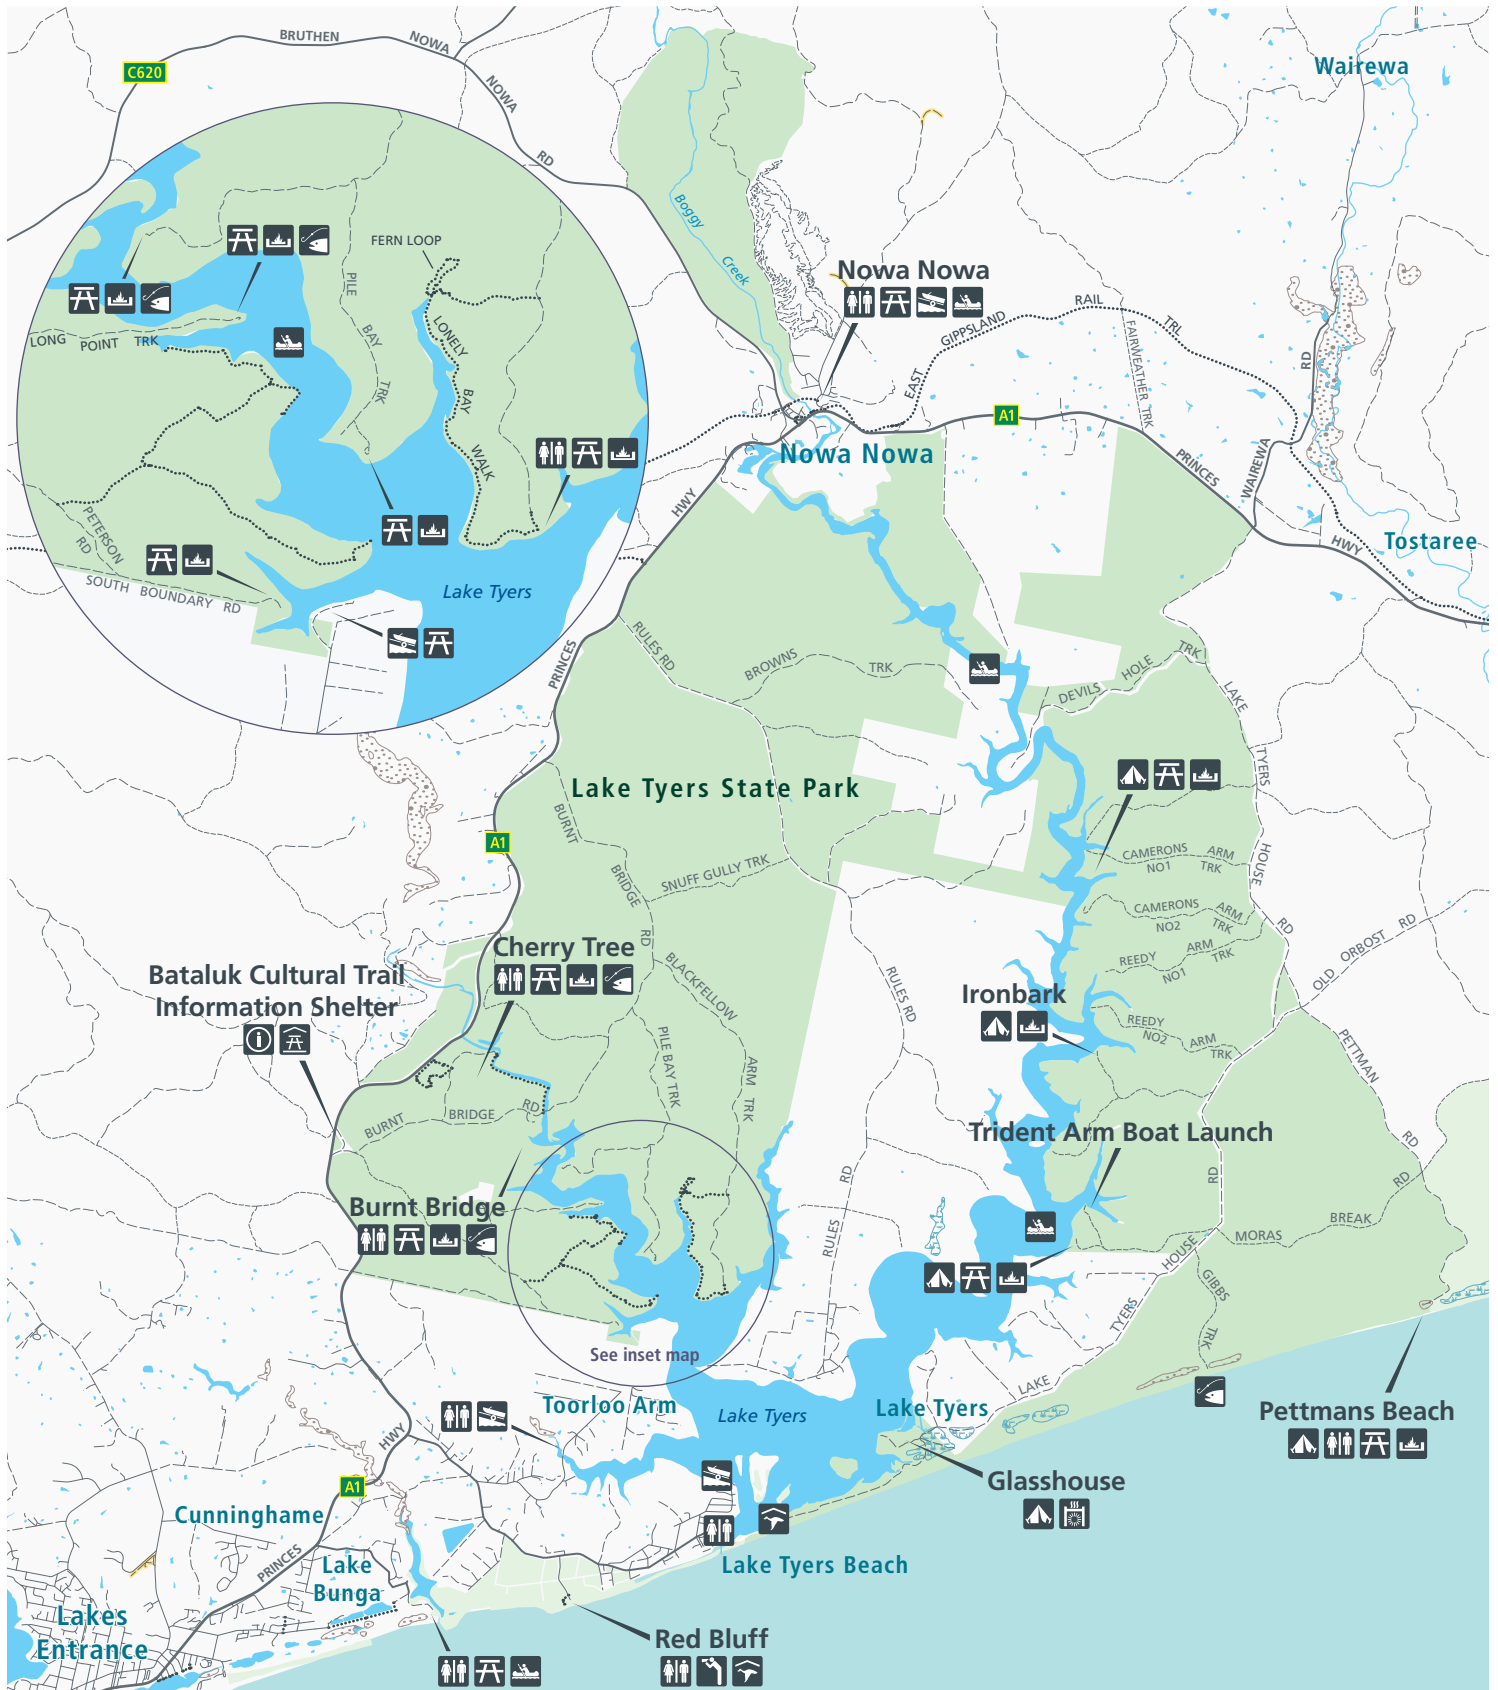 BRUTHEN
NOWA
NOWA
RD
C620
Wairewa
Boggy
Creek
FERN LOOP
PILE
BAY
TRK
LONELY
BAY
WALK
LONG POINT TRK
PETERSON
RD
SOUTH BOUNDARY RD
Lake Tyers
Nowa Nowa
EAST
GIPPSLAND
RAIL
TRL
FAIRWEATHER TRK
RD
WAIREWA
A1
Nowa Nowa
PRINCES
HWY
Tostaree
HWY
PRINCES
RULES RD
BROWNS
TRK
DEVILS
HOLE
TRK
LAKE
TYERS
HOUSE
RD
Lake Tyers State Park
A1
BURNT
BRIDGE
RD
SNUFF GULLY TRK
CAMERONS ARM
NO1 TRK
CAMERONS ARM
NO2 TRK
REEDY ARM
NO1 TRK
OLD ORBOST RD
Cherry Tree
Bataluk Cultural Trail
Information Shelter
BLACKFELLOW
ARM
TRK
RULES RD
Ironbark
REEDY
NO2 ARM
TRK
PILE BAY TRK
PETTMAN
RD
BURNT
BRIDGE
RD
Trident Arm Boat Launch
RD
Burnt Bridge
RULES
RD
MORAS
BREAK
RD
HOUSE
TYERS
LAKE
GIBBS
TRK
See inset map
Toorloo Arm
Lake Tyers
Lake Tyers
Pettmans Beach
HWY
A1
Glasshouse
Cunninghame
PRINCES
Lake
Bunga
Lake Tyers Beach
Lakes
Entrance
Red Bluff